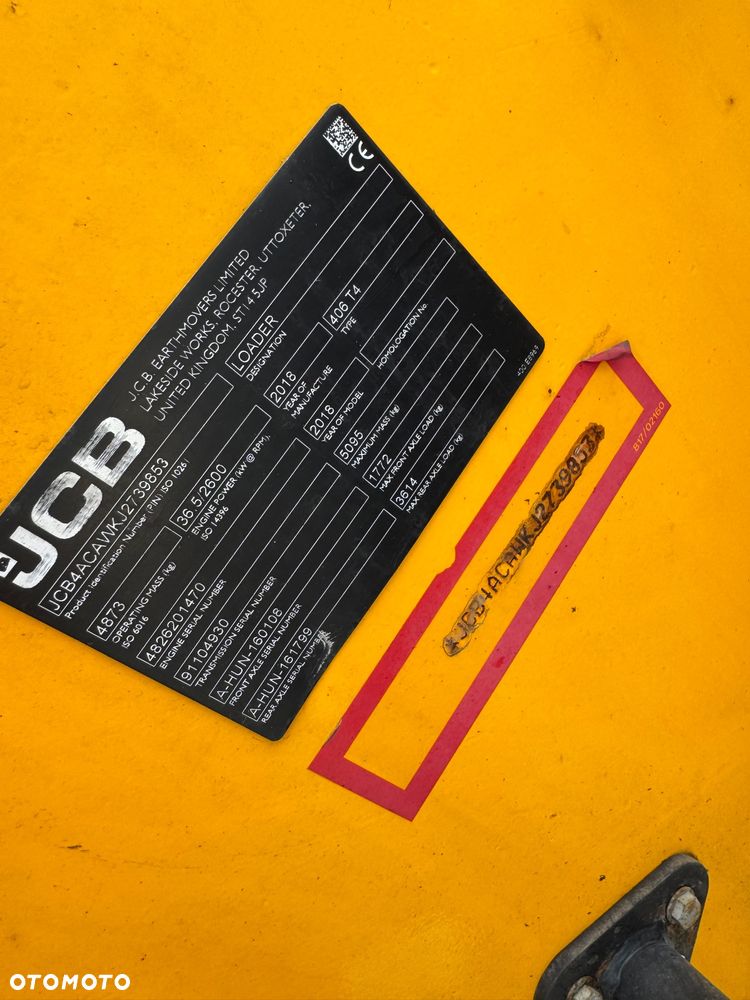 JCB
J.C.B. EARTHMOVERS LIMITED
LAKESIDE WORKS, ROCESTER, UTTOXETER,
UNITED KINGDOM, ST14 5JP
CE
JCB4ACAWKJ2739853
Product Identification Number (PIN) ISO 10261
LOADER
DESIGNATION
4873
OPERATING MASS (kg)
ISO 6016
36.5/2600
ENGINE POWER (kW @ RPM),
ISO 14396
2018
YEAR OF
MANUFACTURE
406 T4
TYPE
4826201470
ENGINE SERIAL NUMBER
2018
YEAR OF MODEL
HOMOLOGATION No.
91104930
TRANSMISSION SERIAL NUMBER
5095
MAXIMUM MASS (kg)
A-HUN-160108
FRONT AXLE SERIAL NUMBER
1772
MAX FRONT AXLE LOAD (kg)
A-HUN-161799
REAR AXLE SERIAL NUMBER
3614
MAX REAR AXLE LOAD (kg)
817/02160
*JCB4ACAWKJ2739853*
OTOMOTO